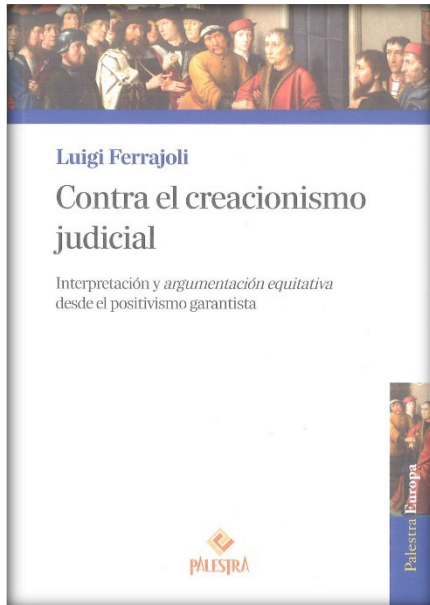 Luigi Ferrajoli
Contra el creacionismo
judicial
Interpretación y argumentación equitativa
desde el positivismo garantista
Palestra Europa
PALESTRA